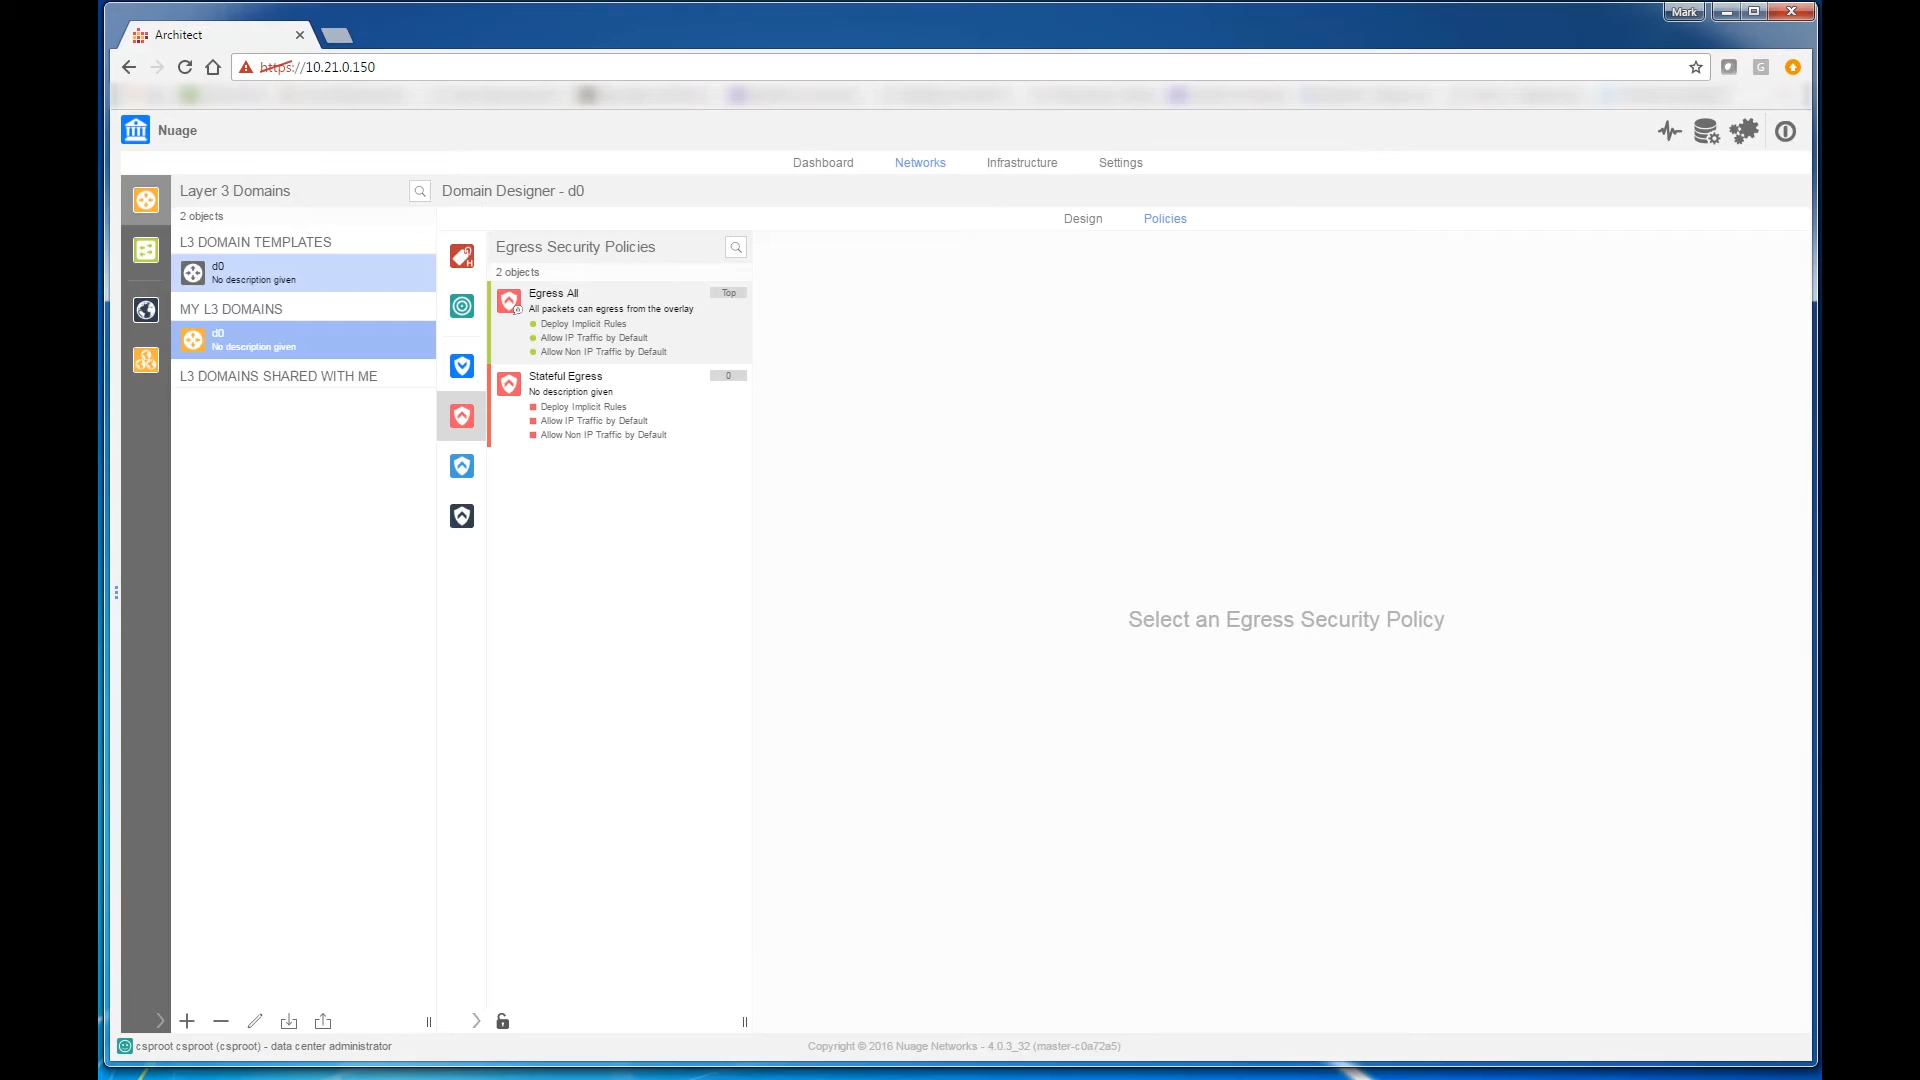 Mark
Architect
https://10.21.0.150
G
Nuage
Dashboard
Networks
Infrastructure
Settings
Layer 3 Domains
Domain Designer - d0
2 objects
Design
Policies
L3 DOMAIN TEMPLATES
d0
No description given
MY L3 DOMAINS
d0
No description given
L3 DOMAINS SHARED WITH ME
Egress Security Policies
2 objects
Egress All
Top
All packets can egress from the overlay
Deploy Implicit Rules
Allow IP Traffic by Default
Allow Non IP Traffic by Default
Stateful Egress
0
No description given
Deploy Implicit Rules
Allow IP Traffic by Default
Allow Non IP Traffic by Default
Select an Egress Security Policy
csproot csproot (csproot) - data center administrator
Copyright © 2016 Nuage Networks - 4.0.3_32 (master-c0a72a5)